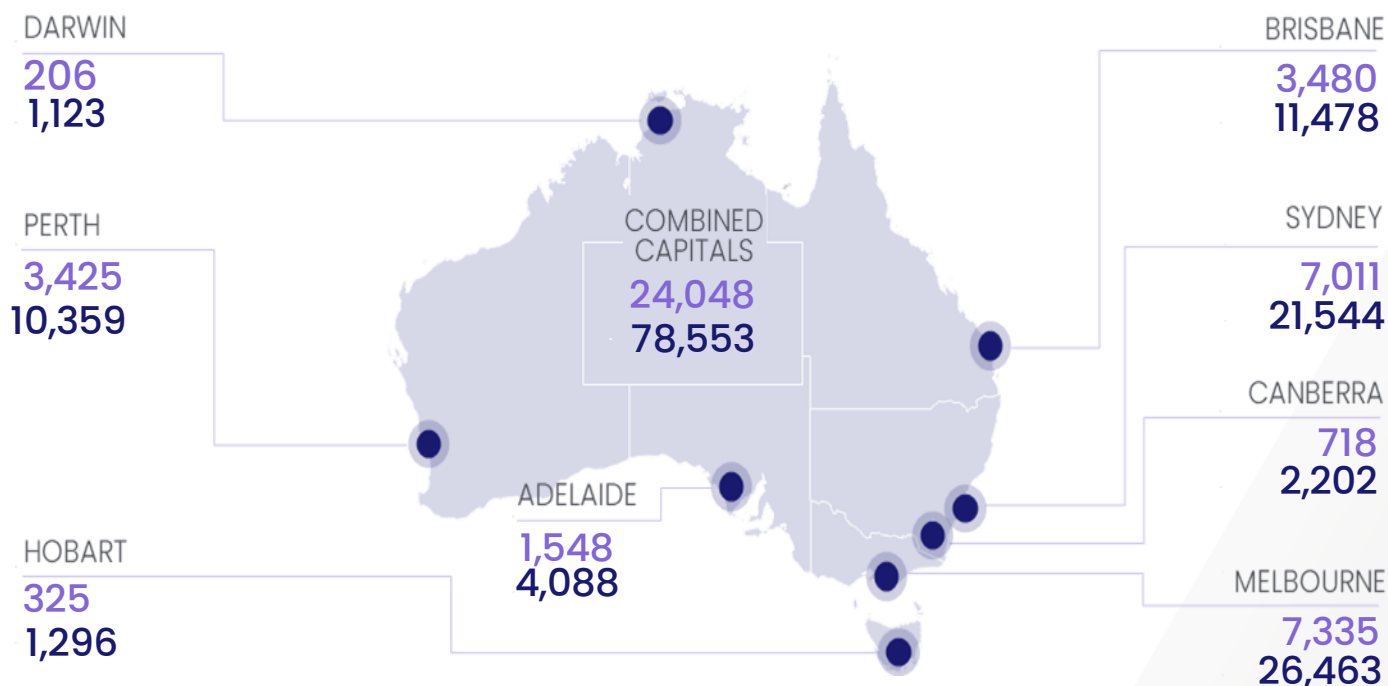 DARWIN
206
1,123
PERTH
3,425
10,359
HOBART
325
1,296
COMBINED
CAPITALS
24,048
78,553
ADELAIDE
1,548
4,088
BRISBANE
3,480
11,478
SYDNEY
7,011
21,544
CANBERRA
718
2,202
MELBOURNE
7,335
26,463